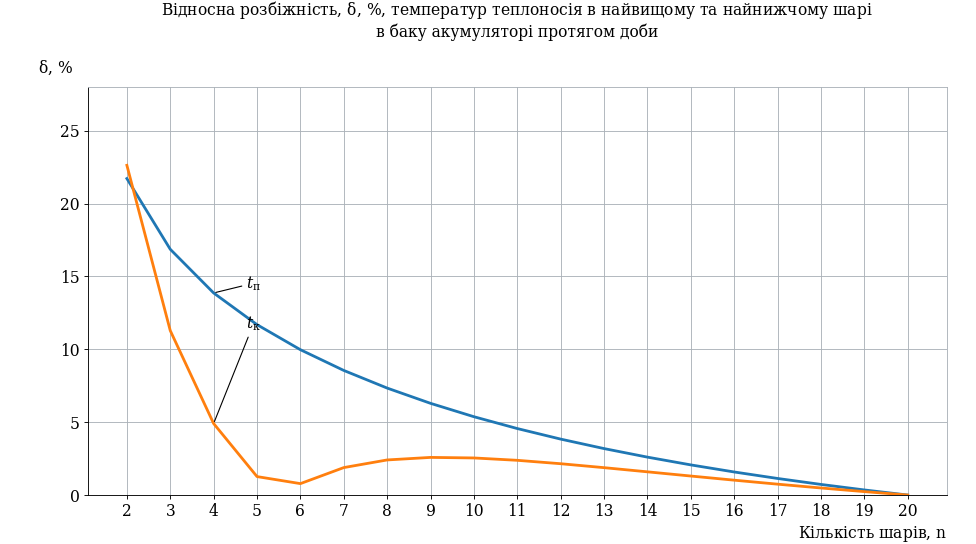 Відносна розбіжність, δ, %, температур теплоносія в найвищому та найнижчому шарі
в баку акумуляторі протягом доби
δ, %
25
20
15
10
5
0
tп
tк
2 3 4 5 6 7 8 9 10 11 12 13 14 15 16 17 18 19 20
Кількість шарів, n